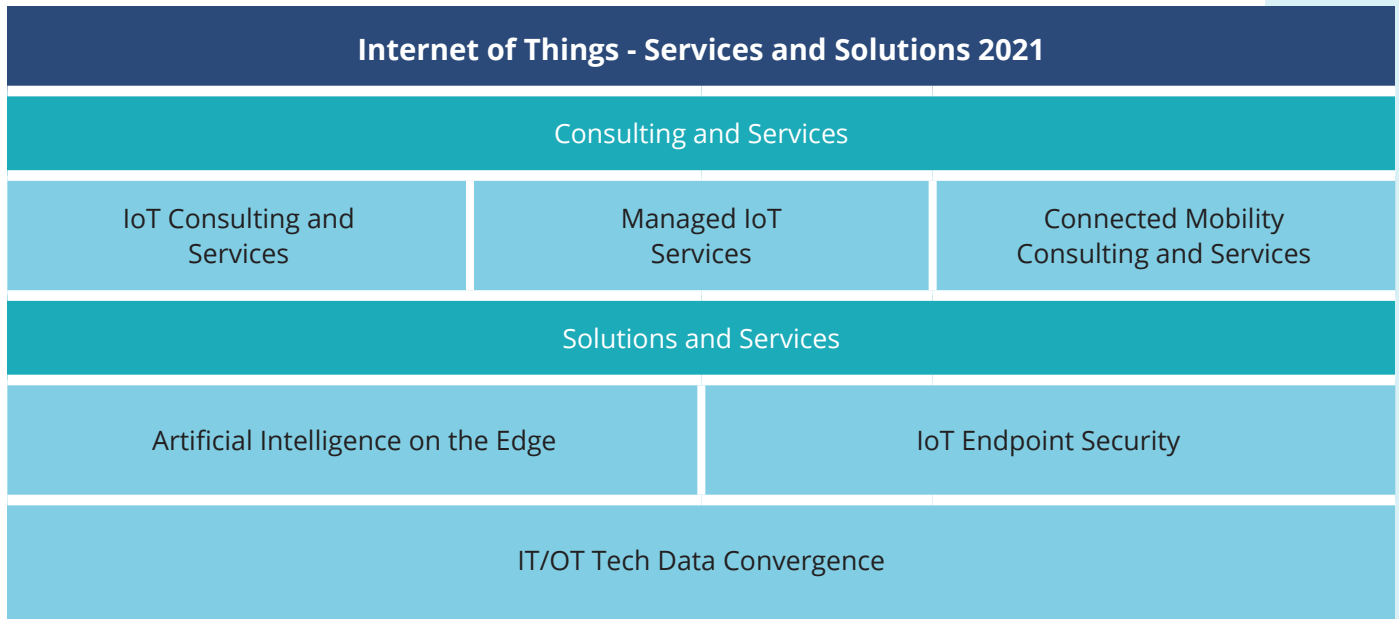 Internet of Things - Services and Solutions 2021
Consulting and Services
IoT Consulting and
Services
Managed IoT
Services
Connected Mobility
Consulting and Services
Solutions and Services
Artificial Intelligence on the Edge
IoT Endpoint Security
IT/OT Tech Data Convergence